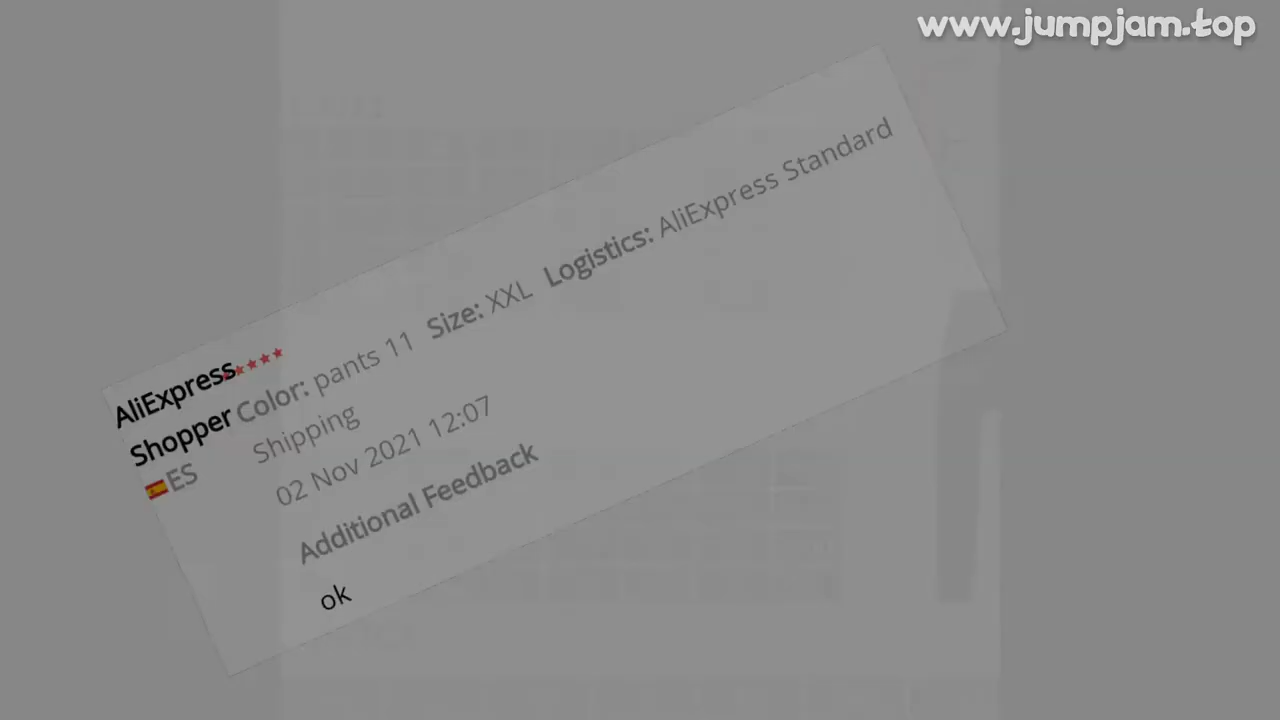 www.jumpjam.top
AliExpress
Shopper
ES
Color: pants 11 Size: XXL Logistics: AliExpress Standard
Shipping
02 Nov 2021 12:07
Additional Feedback
ok